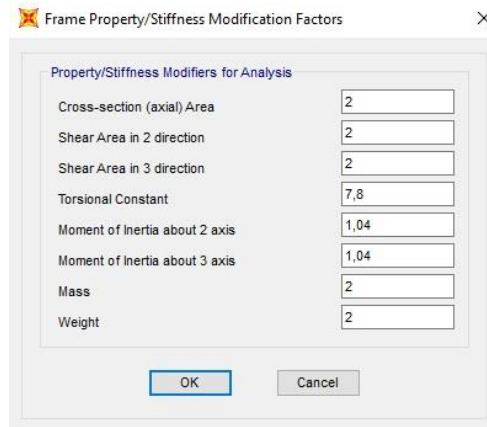 Frame Property/Stiffness Modification Factors
Property/Stiffness Modifiers for Analysis
Cross-section (axial) Area 2
Shear Area in 2 direction 2
Shear Area in 3 direction 2
Torsional Constant 7,8
Moment of Inertia about 2 axis 1,04
Moment of Inertia about 3 axis 1,04
Mass 2
Weight 2
OK Cancel